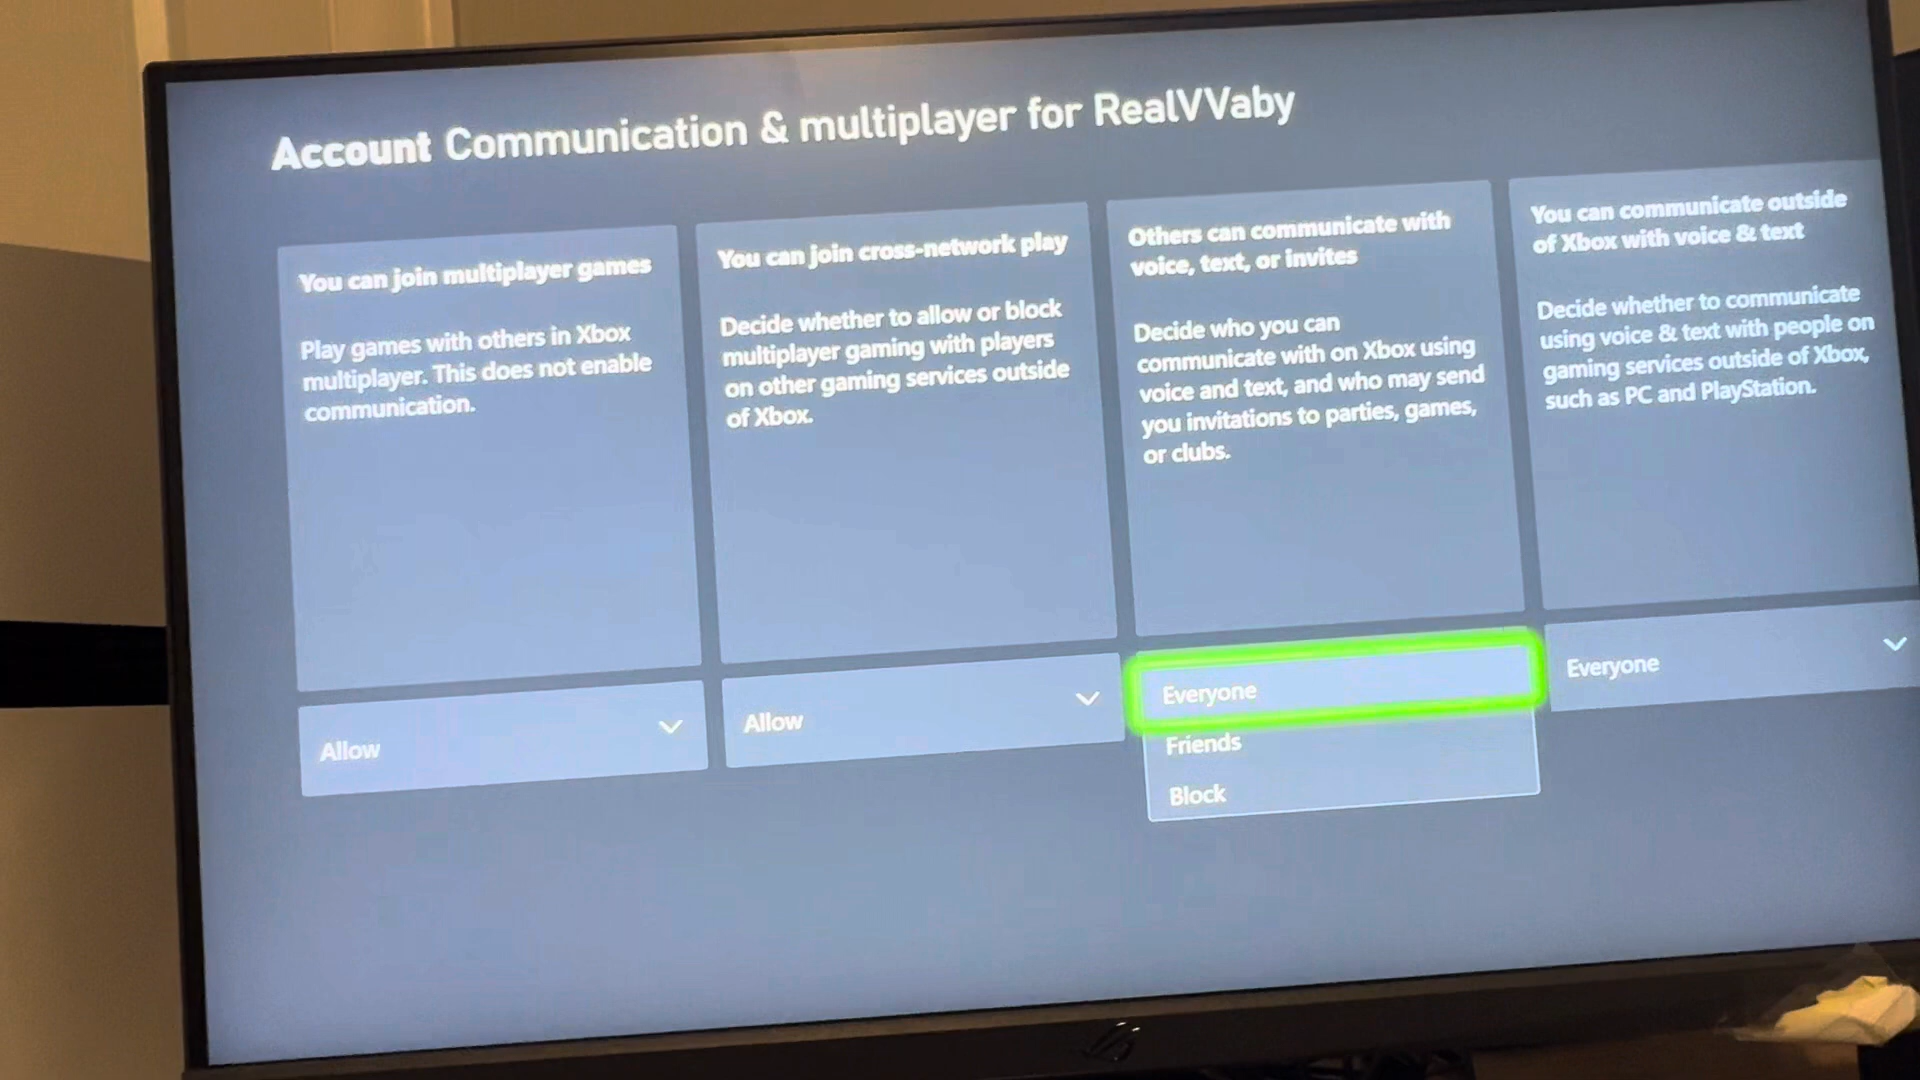 Account Communication & multiplayer for RealVVaby
You can join multiplayer games
Play games with others in Xbox
multiplayer. This does not enable
communication.
Allow
You can join cross-network play
Decide whether to allow or block
multiplayer gaming with players
on other gaming services outside
of Xbox.
Allow
Others can communicate with
voice, text, or invites
Decide who you can
communicate with on Xbox using
voice and text, and who may send
you invitations to parties, games,
or clubs.
Everyone
Friends
Block
You can communicate outside
of Xbox with voice & text
Decide whether to communicate
using voice & text with people on
gaming services outside of Xbox,
such as PC and PlayStation.
Everyone